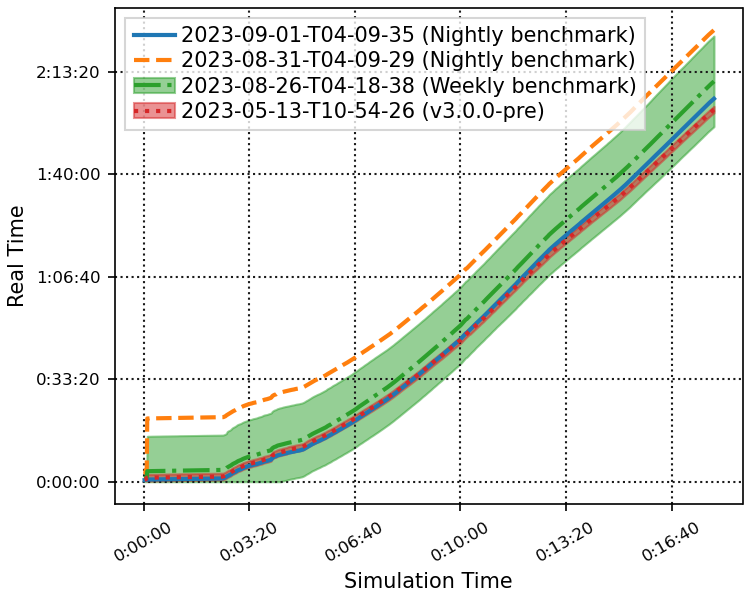 2023-09-01-T04-09-35 (Nightly benchmark)
2023-08-31-T04-09-29 (Nightly benchmark)
2023-08-26-T04-18-38 (Weekly benchmark)
2023-05-13-T10-54-26 (v3.0.0-pre)
Real Time
2:13:20
1:40:00
1:06:40
0:33:20
0:00:00
0:00:00
0:03:20
0:06:40
0:10:00
0:13:20
0:16:40
Simulation Time